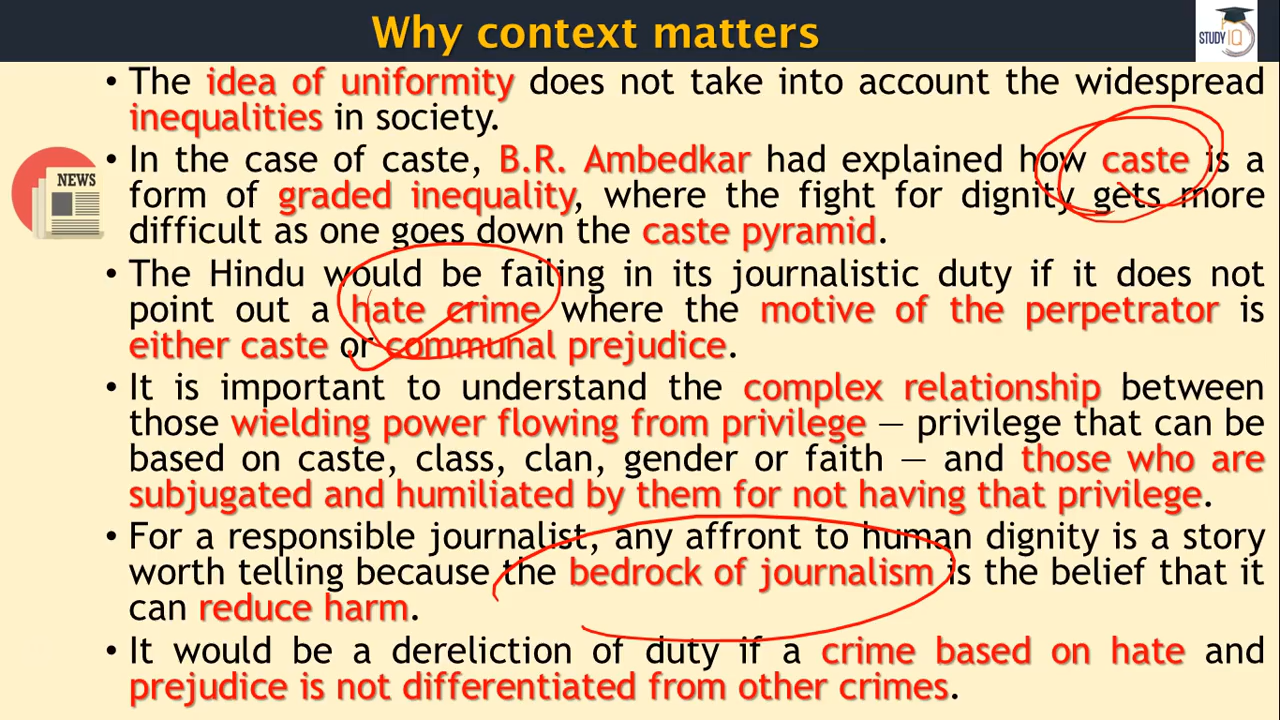 Why context matters
STUDY IQ
• The idea of uniformity does not take into account the widespread
inequalities in society.
• In the case of caste, B.R. Ambedkar had explained how caste is a
form of graded inequality, where the fight for dignity gets more
difficult as one goes down the caste pyramid.
NEWS
• The Hindu would be failing in its journalistic duty if it does not
point out a hate crime where the motive of the perpetrator is
either caste or communal prejudice.
• It is important to understand the complex relationship between
those wielding power flowing from privilege — privilege that can be
based on caste, class, clan, gender or faith — and those who are
subjugated and humiliated by them for not having that privilege.
• For a responsible journalist, any affront to human dignity is a story
worth telling because the bedrock of journalism is the belief that it
can reduce harm.
• It would be a dereliction of duty if a crime based on hate and
prejudice is not differentiated from other crimes.